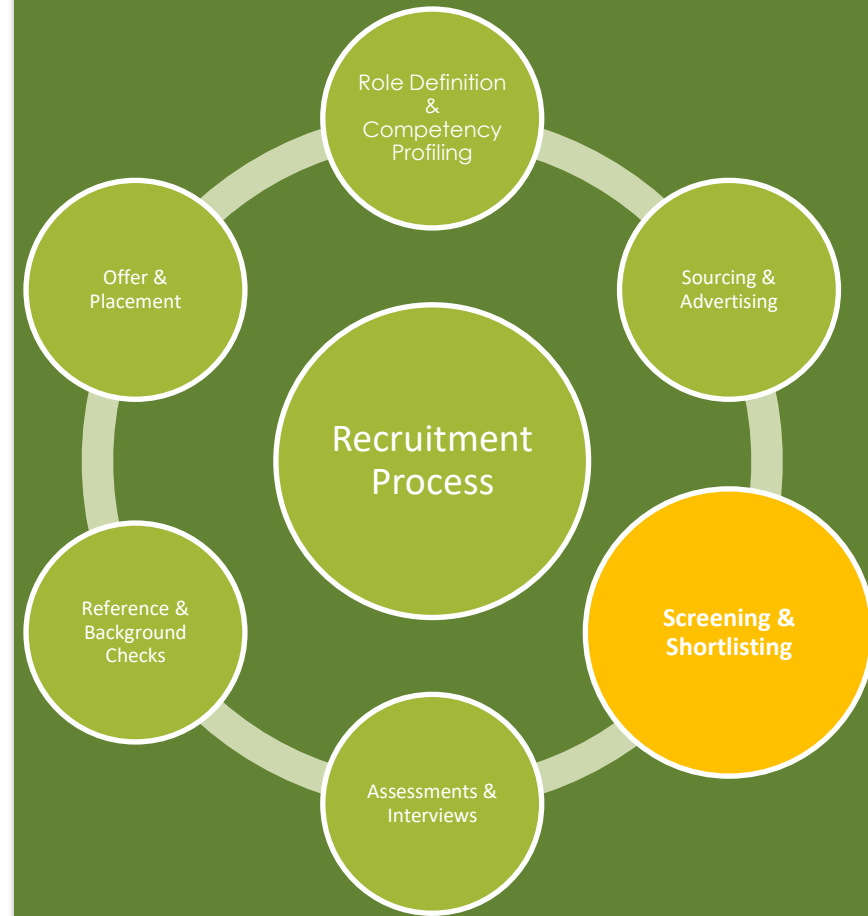 Role Definition
&
Competency
Profiling
Sourcing &
Advertising
Screening &
Shortlisting
Assessments &
Interviews
Reference &
Background
Checks
Offer &
Placement
Recruitment
Process